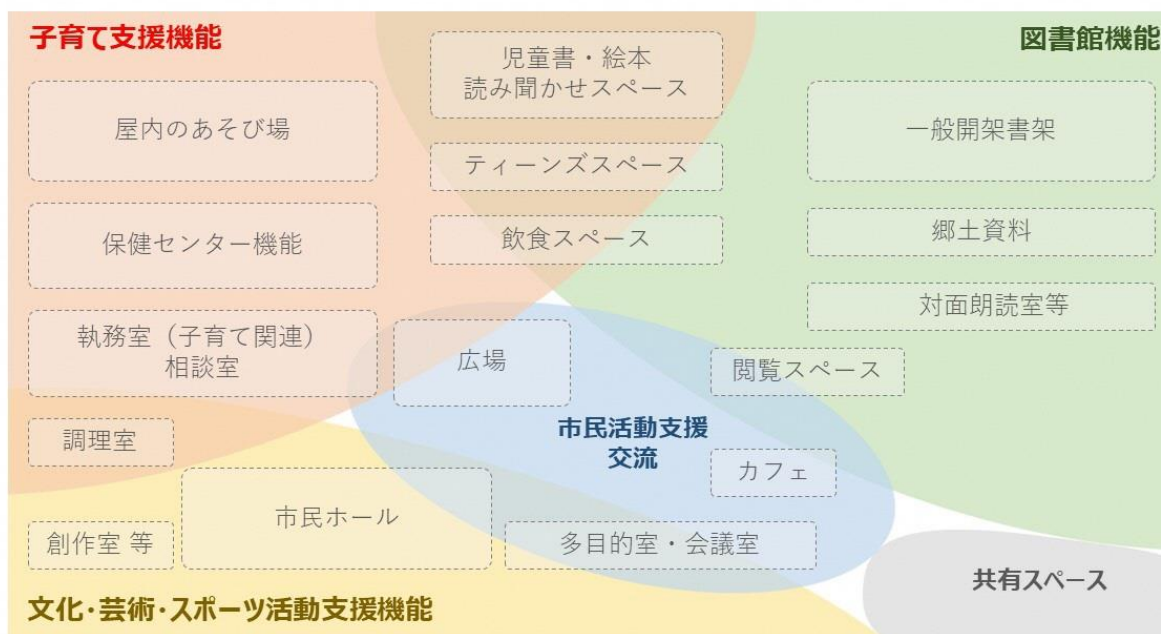 子育て支援機能
図書館機能
児童書・絵本
読み聞かせスペース
屋内のあそび場
一般開架書架
ティーンズスペース
保健センター機能
飲食スペース
郷土資料
対面朗読室等
執務室（子育て関連）
相談室
広場
閲覧スペース
市民活動支援
交流
調理室
カフェ
市民ホール
創作室 等
多目的室・会議室
共有スペース
文化・芸術・スポーツ活動支援機能